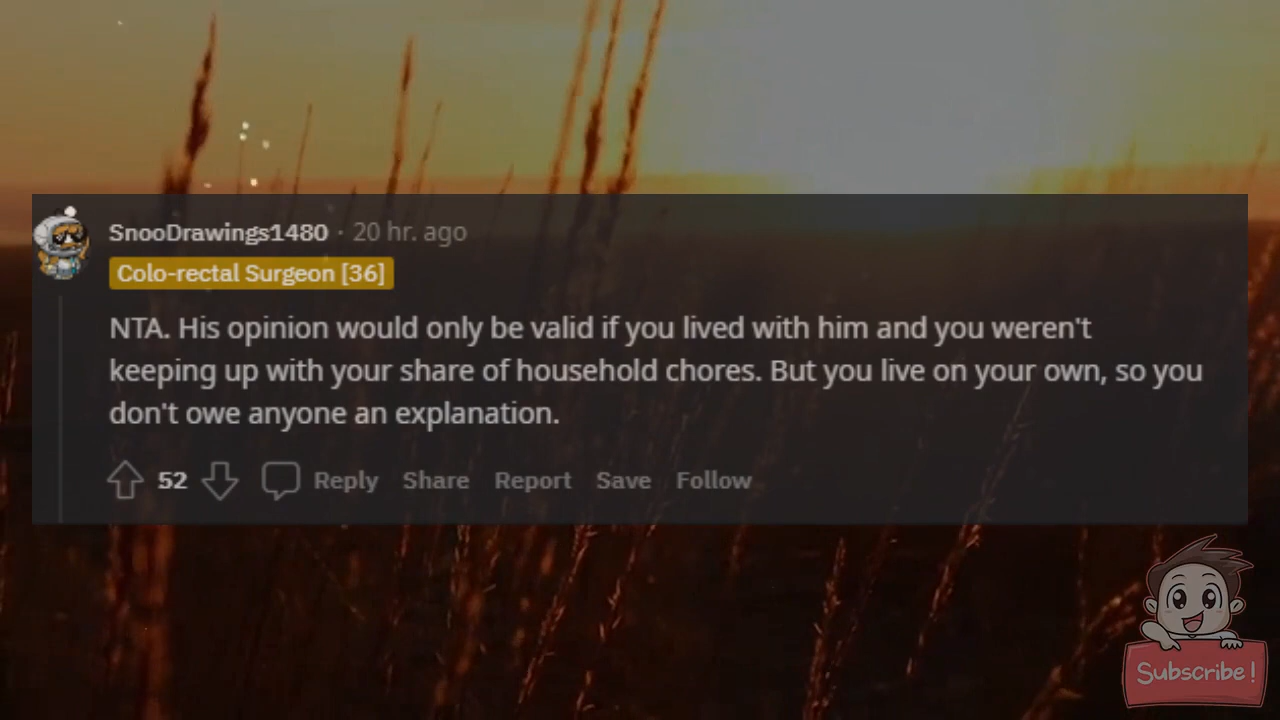 SnooDrawings1480 · 20 hr. ago
Colo-rectal Surgeon [36]
NTA. His opinion would only be valid if you lived with him and you weren't
keeping up with your share of household chores. But you live on your own, so you
don't owe anyone an explanation.
52 Reply Share Report Save Follow
Subscribe!